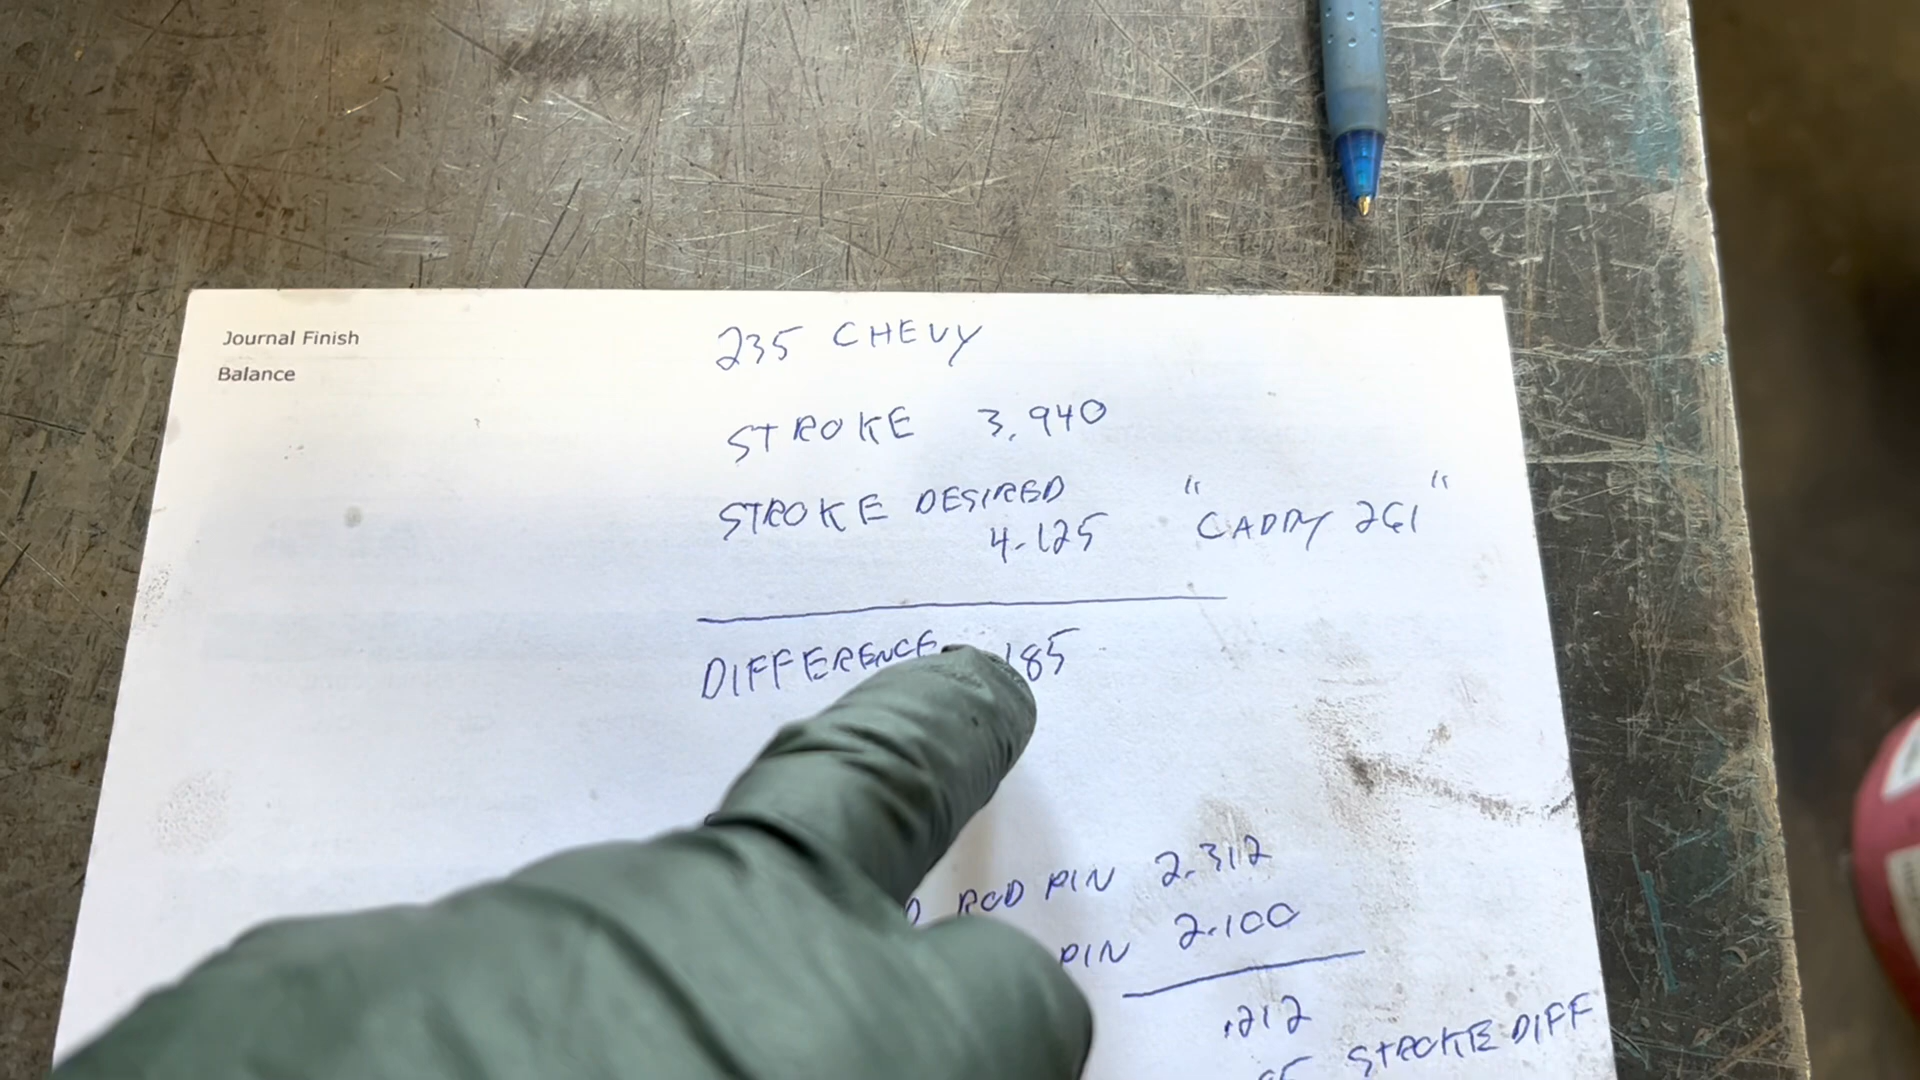 Journal Finish
Balance
235 CHEVY
STROKE 3.940
STROKE DESIRED
4.125 "CADDY 261"
DIFFERENCE 185
ROD PIN 2.312
PIN 2.100
.212
STROKE DIFF